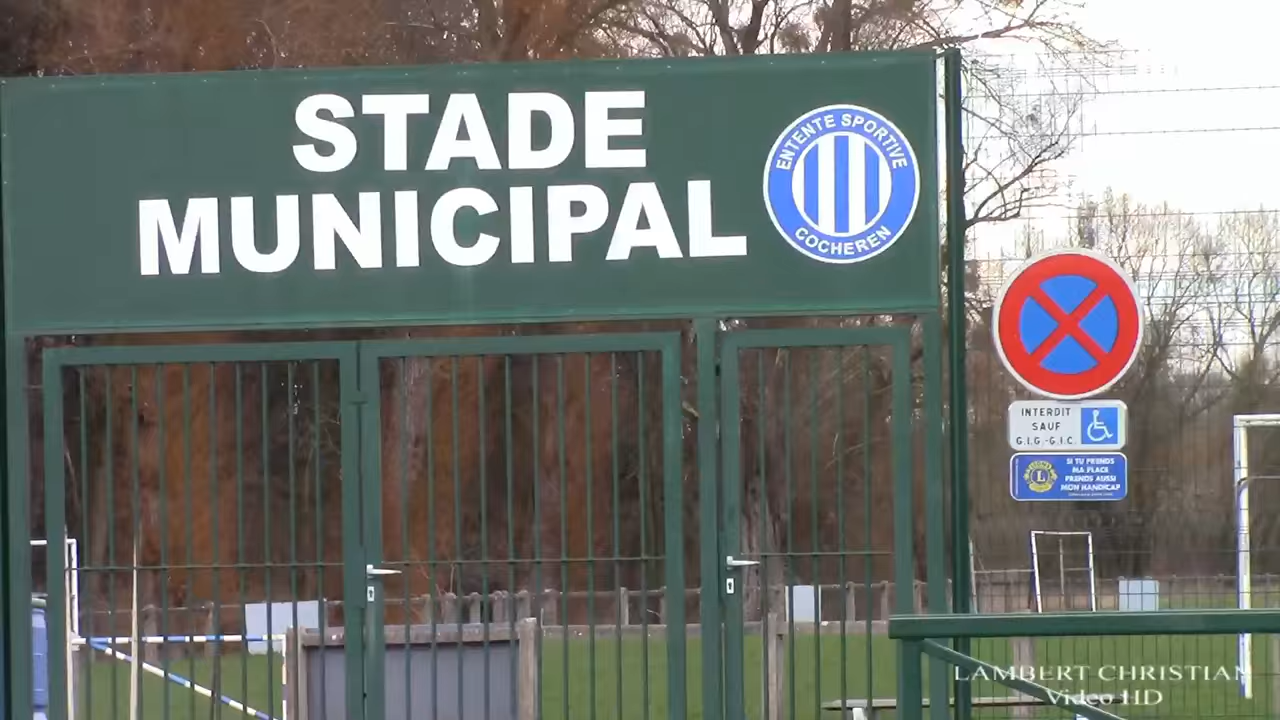 STADE
MUNICIPAL
ENTENTE SPORTIVE
COCHEREN
INTERDIT
SAUF
G.I.G.-G.I.C.
L
SI TU PRENDS
MA PLACE
PRENDS AUSSI
MON HANDICAP
LAMBERT CHRISTIAN
Video HD